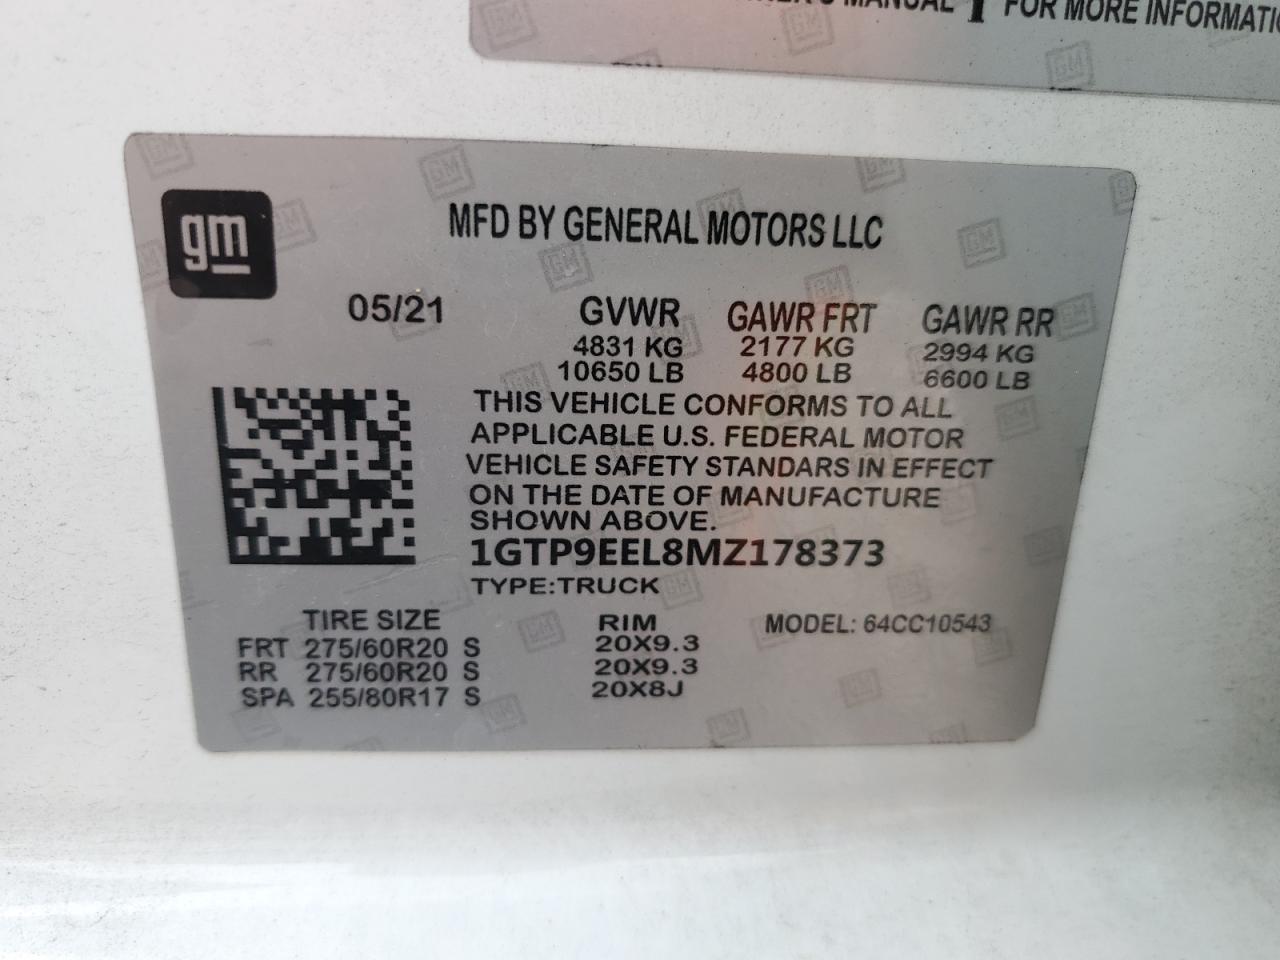 MANUAL FOR MORE INFORMATI
gm
MFD BY GENERAL MOTORS LLC
05/21 GVWR GAWR FRT GAWR RR
4831 KG 2177 KG 2994 KG
10650 LB 4800 LB 6600 LB
THIS VEHICLE CONFORMS TO ALL
APPLICABLE U.S. FEDERAL MOTOR
VEHICLE SAFETY STANDARS IN EFFECT
ON THE DATE OF MANUFACTURE
SHOWN ABOVE.
1GTP9EEL8MZ178373
TYPE:TRUCK
TIRE SIZE RIM MODEL: 64CC10543
FRT 275/60R20 S 20X9.3
RR 275/60R20 S 20X9.3
SPA 255/80R17 S 20X8J